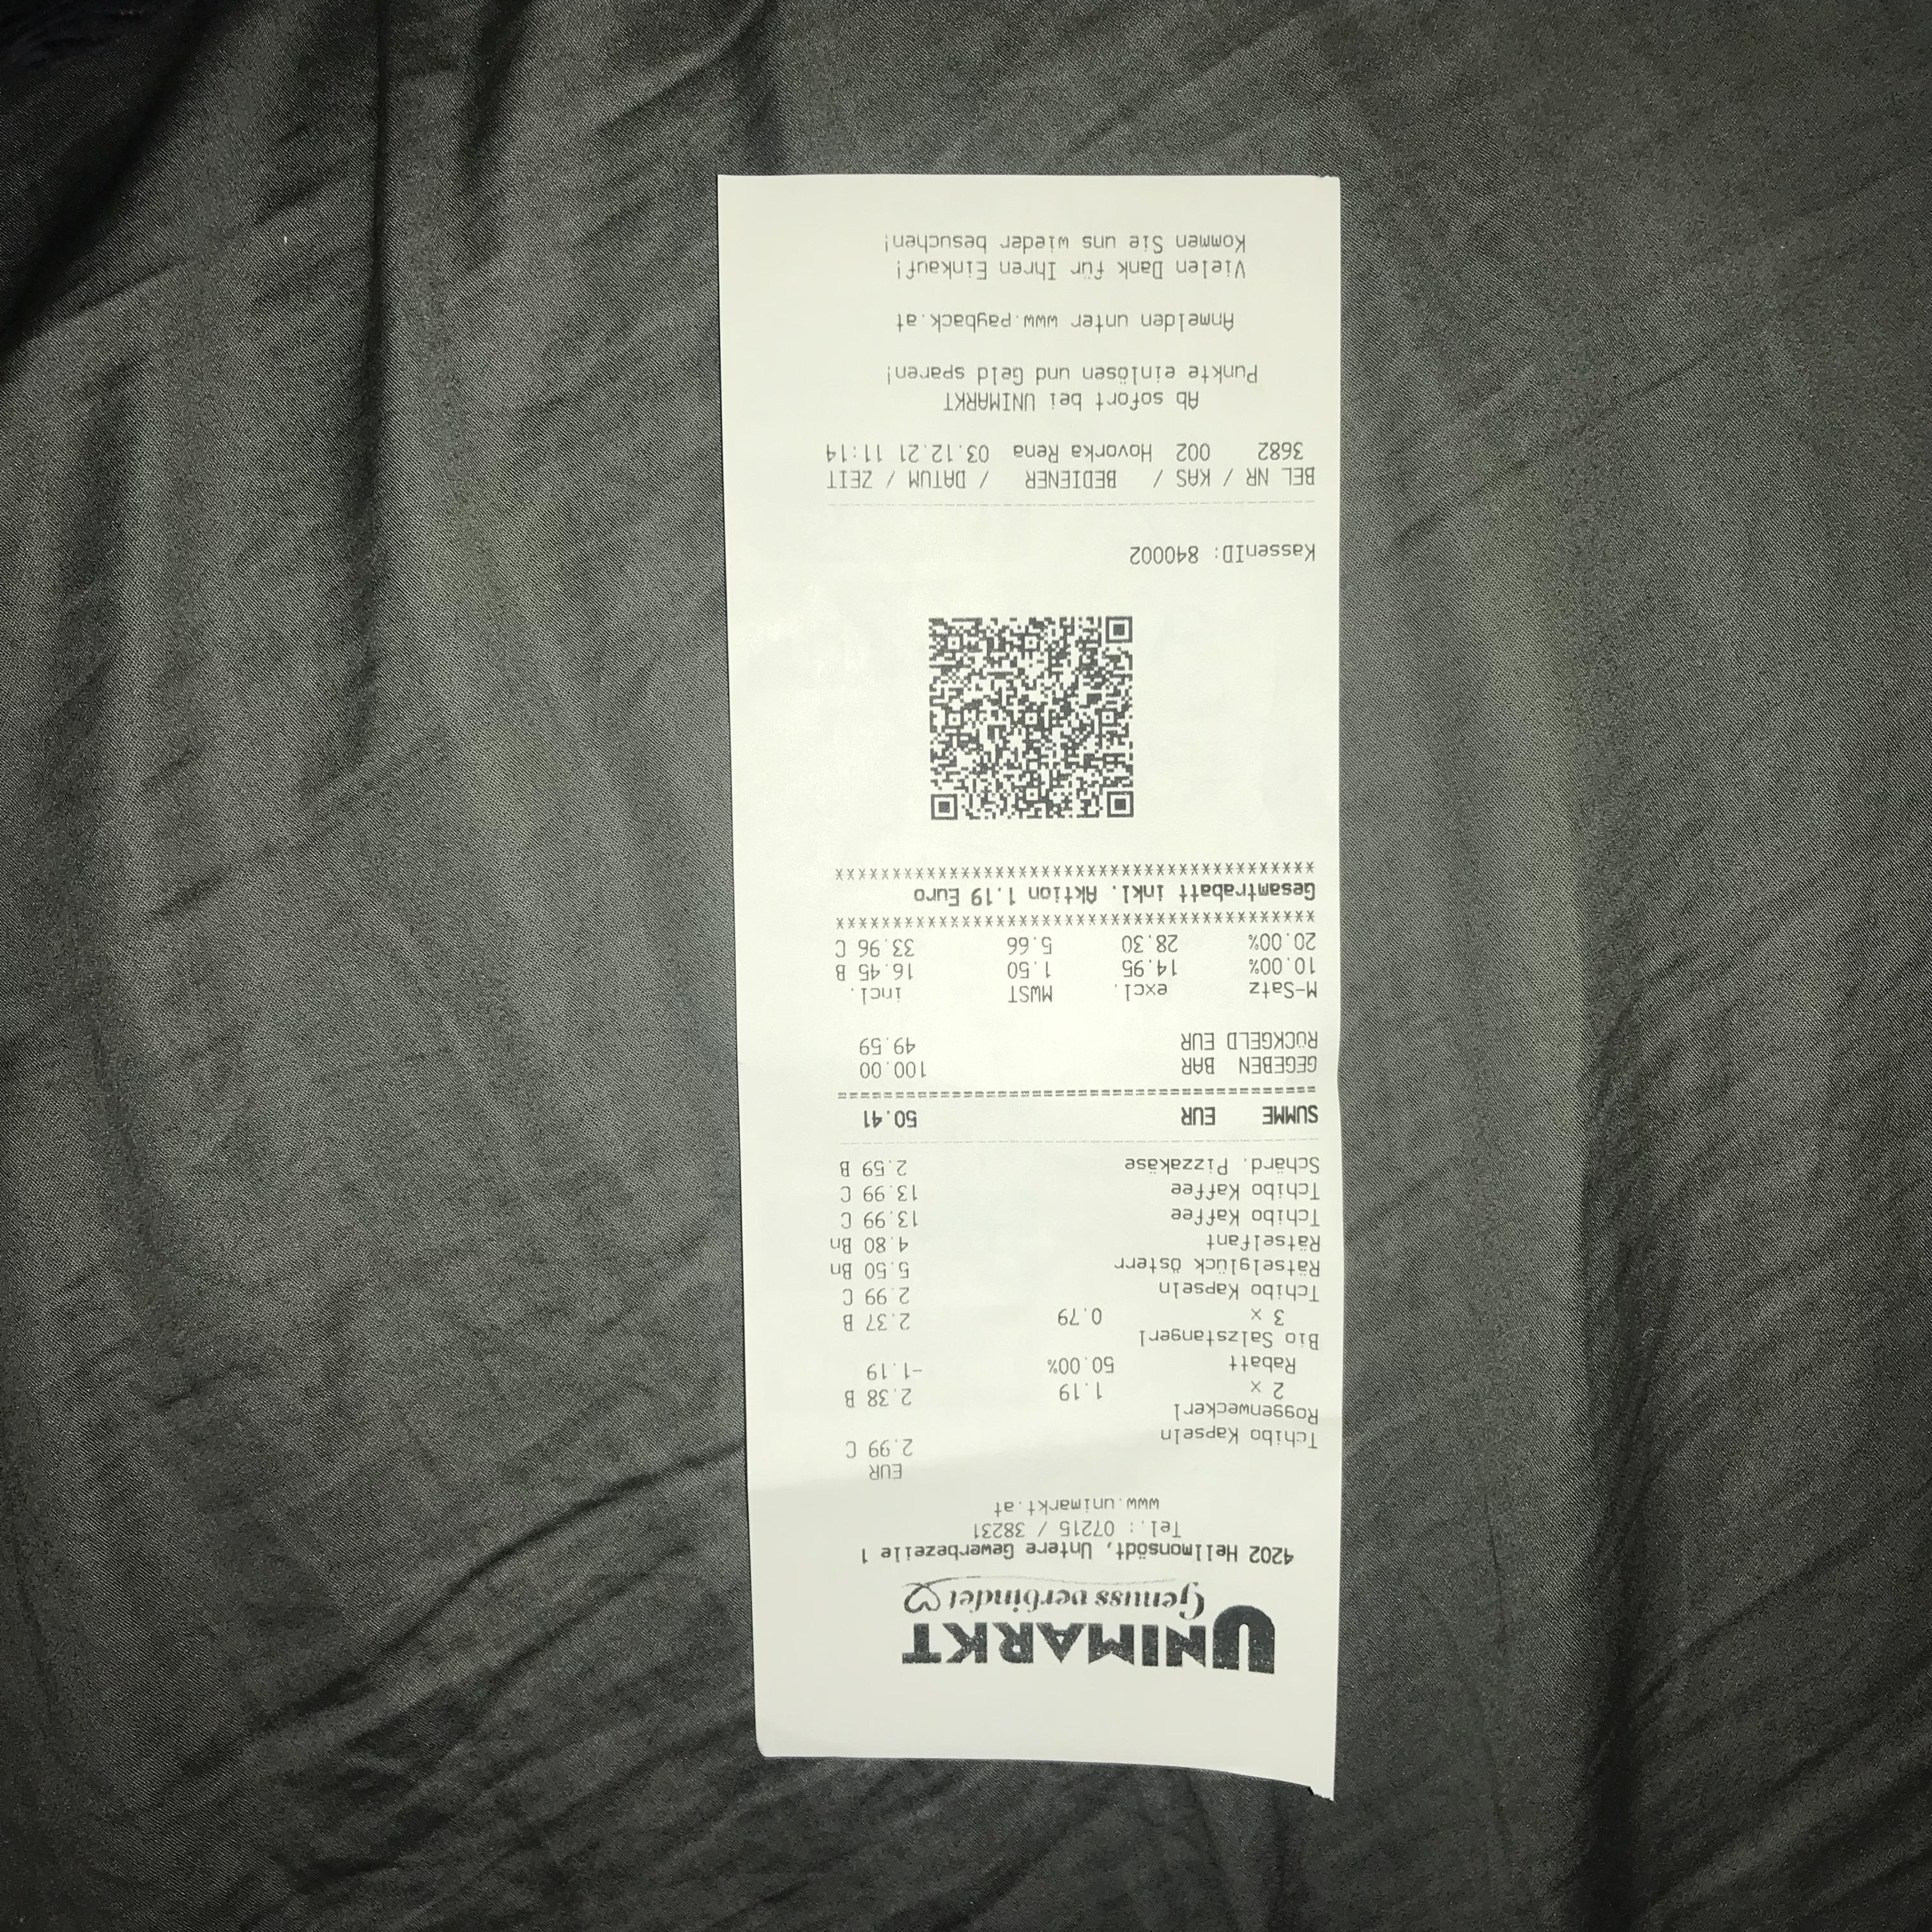 UNIMARKT
Genuss verbindet
4202 Hellmonsödt, Untere Gewerbezeile 1
Tel.: 07215 / 38231
www.unimarkt.at
EUR
Tchibo Kapseln 2.99 C
Roggenweckerl
2 x 1.19 2.38 B
Rabatt 50.00% -1.19
Bio Salzstangerl
3 x 0.79 2.37 B
Tchibo Kapseln 2.99 C
Rätselglück österr 5.50 Bn
Rätselfant 4.80 Bn
Tchibo Kaffee 13.99 C
Tchibo Kaffee 13.99 C
Schärd. Pizzakäse 2.59 B
SUMME EUR 50.41
===========================================
GEGEBEN BAR 100.00
RÜCKGELD EUR 49.59
M-Satz excl. MWST incl.
10.00% 14.95 1.50 16.45 B
20.00% 28.30 5.66 33.96 C
******************************************
Gesamtrabatt inkl. Aktion 1.19 Euro
******************************************
KassenID: 840002
BEL NR / KAS / BEDIENER / DATUM / ZEIT
3682 002 Hovorka Rena 03.12.21 11:14
Ab sofort bei UNIMARKT
Punkte einlösen und Geld sparen!
Anmelden unter www.payback.at
Vielen Dank für Ihren Einkauf!
Kommen Sie uns wieder besuchen!